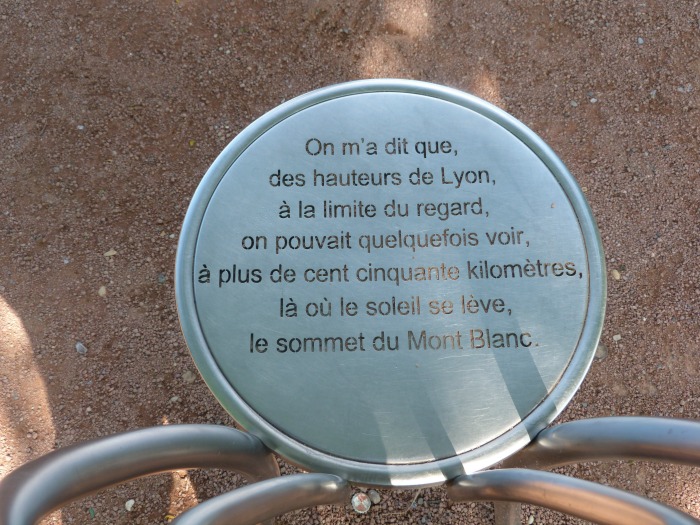 On m'a dit que,
des hauteurs de Lyon,
à la limite du regard,
on pouvait quelquefois voir,
à plus de cent cinquante kilomètres,
là où le soleil se lève,
le sommet du Mont Blanc.